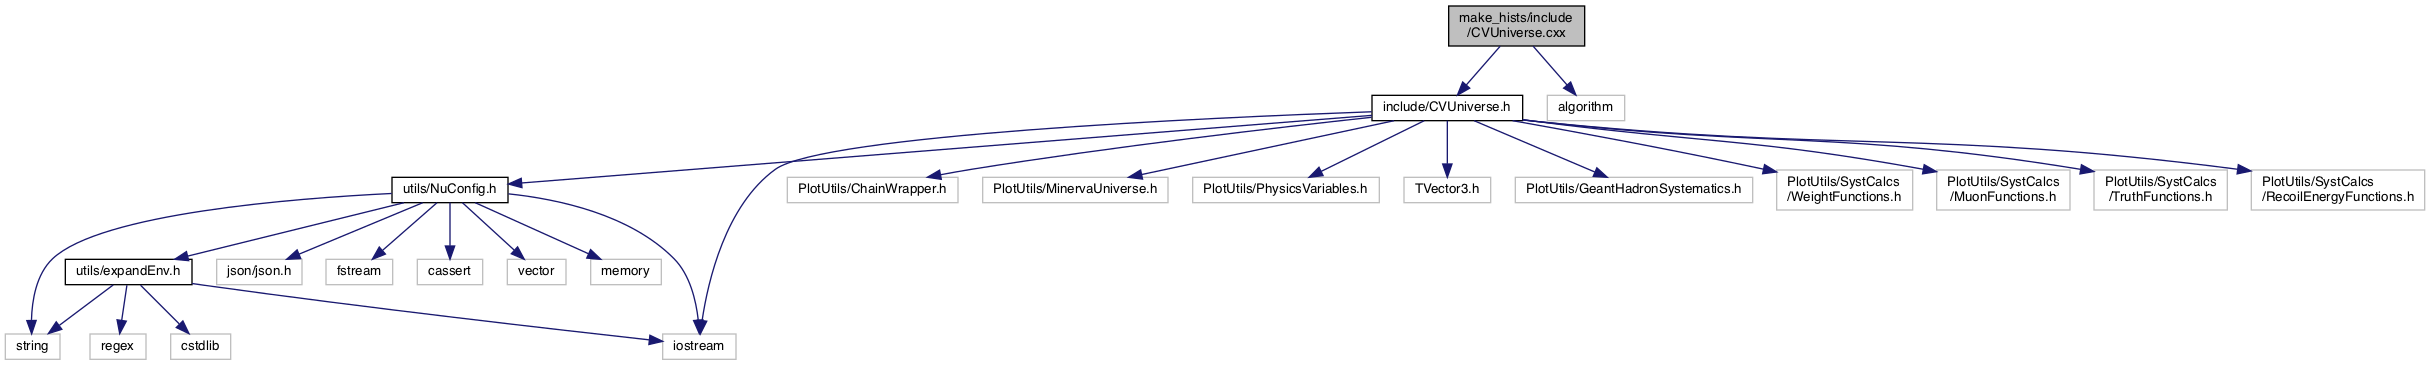 make_hists/include
/CVUniverse.cxx
include/CVUniverse.h
algorithm
utils/NuConfig.h
PlotUtils/ChainWrapper.h
PlotUtils/MinervaUniverse.h
PlotUtils/PhysicsVariables.h
TVector3.h
PlotUtils/GeantHadronSystematics.h
PlotUtils/SystCalcs
/WeightFunctions.h
PlotUtils/SystCalcs
/MuonFunctions.h
PlotUtils/SystCalcs
/TruthFunctions.h
PlotUtils/SystCalcs
/RecoilEnergyFunctions.h
utils/expandEnv.h
json/json.h
fstream
cassert
vector
memory
string
regex
cstdlib
iostream